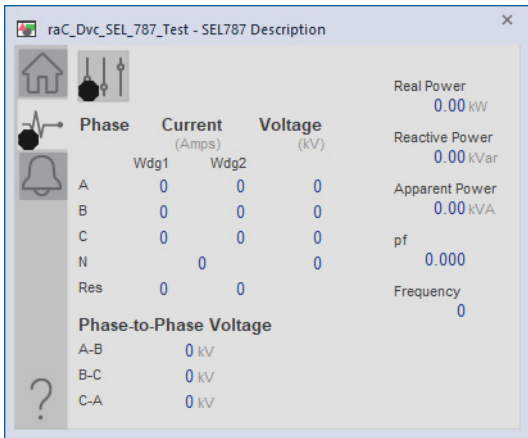 raC_Dvc_SEL_787_Test - SEL787 Description
Phase Current Voltage
(Amps) (kV)
Wdg1 Wdg2
A 0 0 0
B 0 0 0
C 0 0 0
N 0 0
Res 0 0
Phase-to-Phase Voltage
A-B 0 kV
B-C 0 kV
C-A 0 kV
Real Power
0.00 kW
Reactive Power
0.00 kVar
Apparent Power
0.00 kVA
pf
0.000
Frequency
0
?